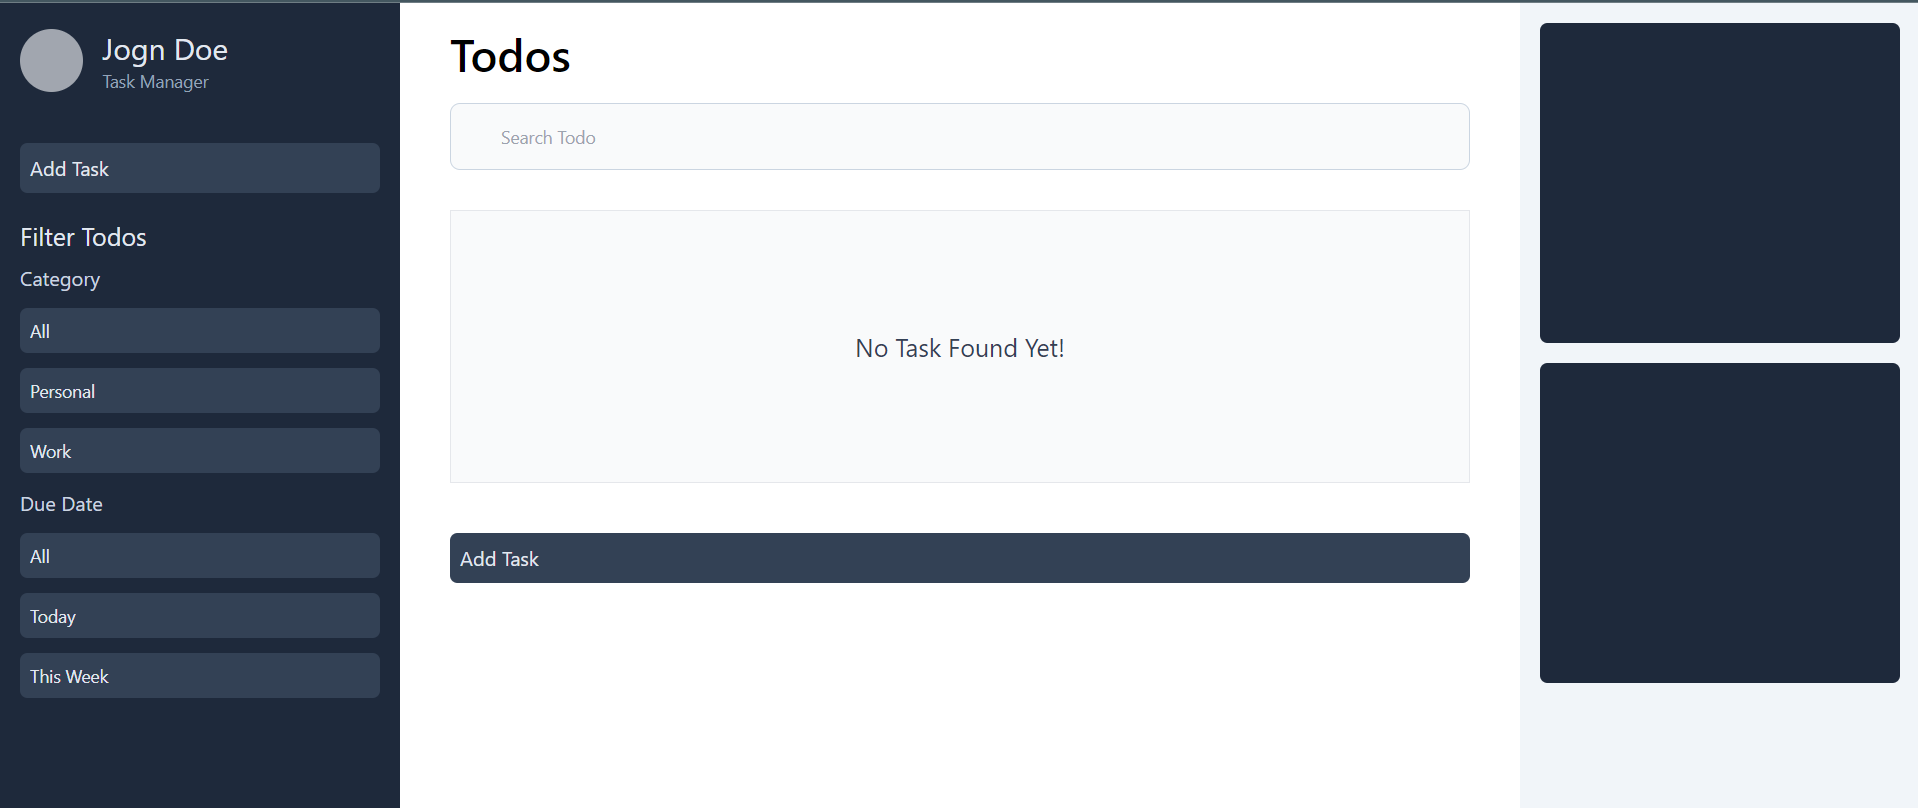 Jogn Doe
Task Manager
Add Task
Filter Todos
Category
All
Personal
Work
Due Date
All
Today
This Week
Todos
Search Todo
No Task Found Yet!
Add Task